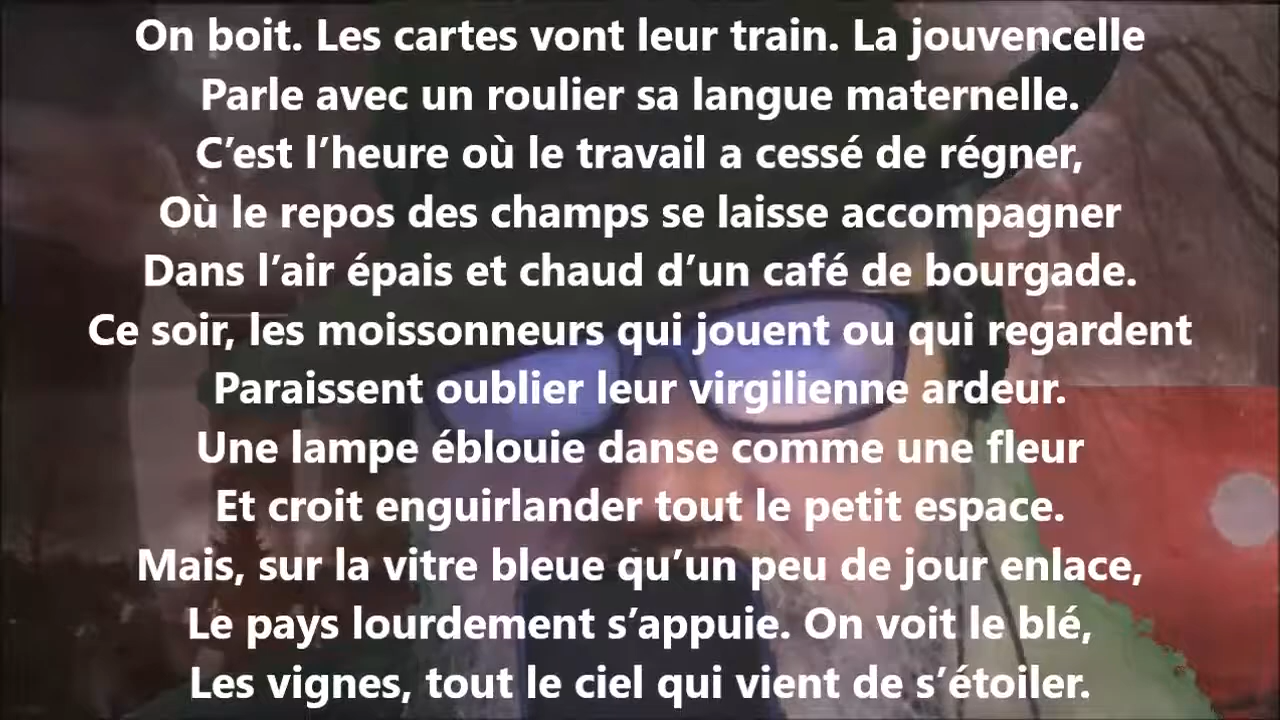 On boit. Les cartes vont leur train. La jouvencelle
Parle avec un roulier sa langue maternelle.
C’est l’heure où le travail a cessé de régner,
Où le repos des champs se laisse accompagner
Dans l’air épais et chaud d’un café de bourgade.
Ce soir, les moissonneurs qui jouent ou qui regardent
Paraissent oublier leur virgilienne ardeur.
Une lampe éblouie danse comme une fleur
Et croit enguirlander tout le petit espace.
Mais, sur la vitre bleue qu’un peu de jour enlace,
Le pays lourdement s’appuie. On voit le blé,
Les vignes, tout le ciel qui vient de s’étoiler.